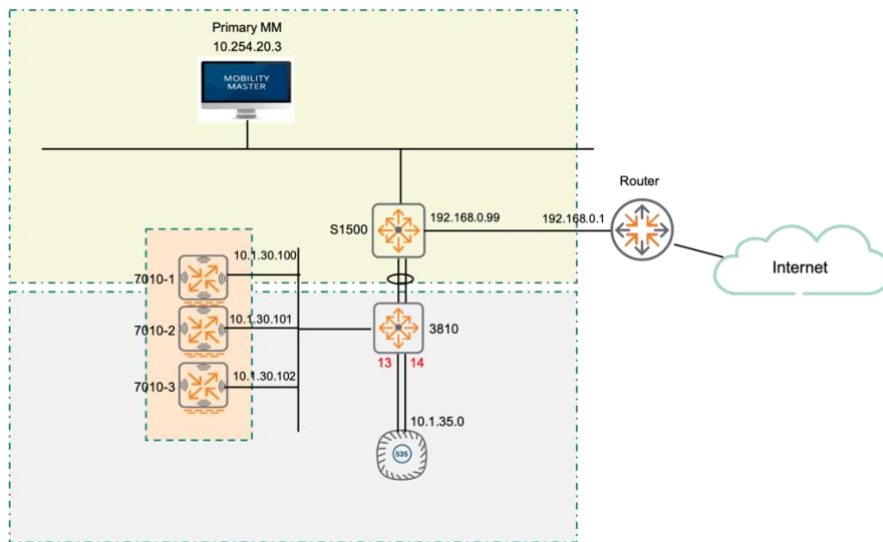 Primary MM
10.254.20.3
MOBILITY
MASTER
Router
S1500
192.168.0.99
192.168.0.1
Internet
10.1.30.100
7010-1
10.1.30.101
7010-2
3810
10.1.30.102
7010-3
13
14
10.1.35.0
535